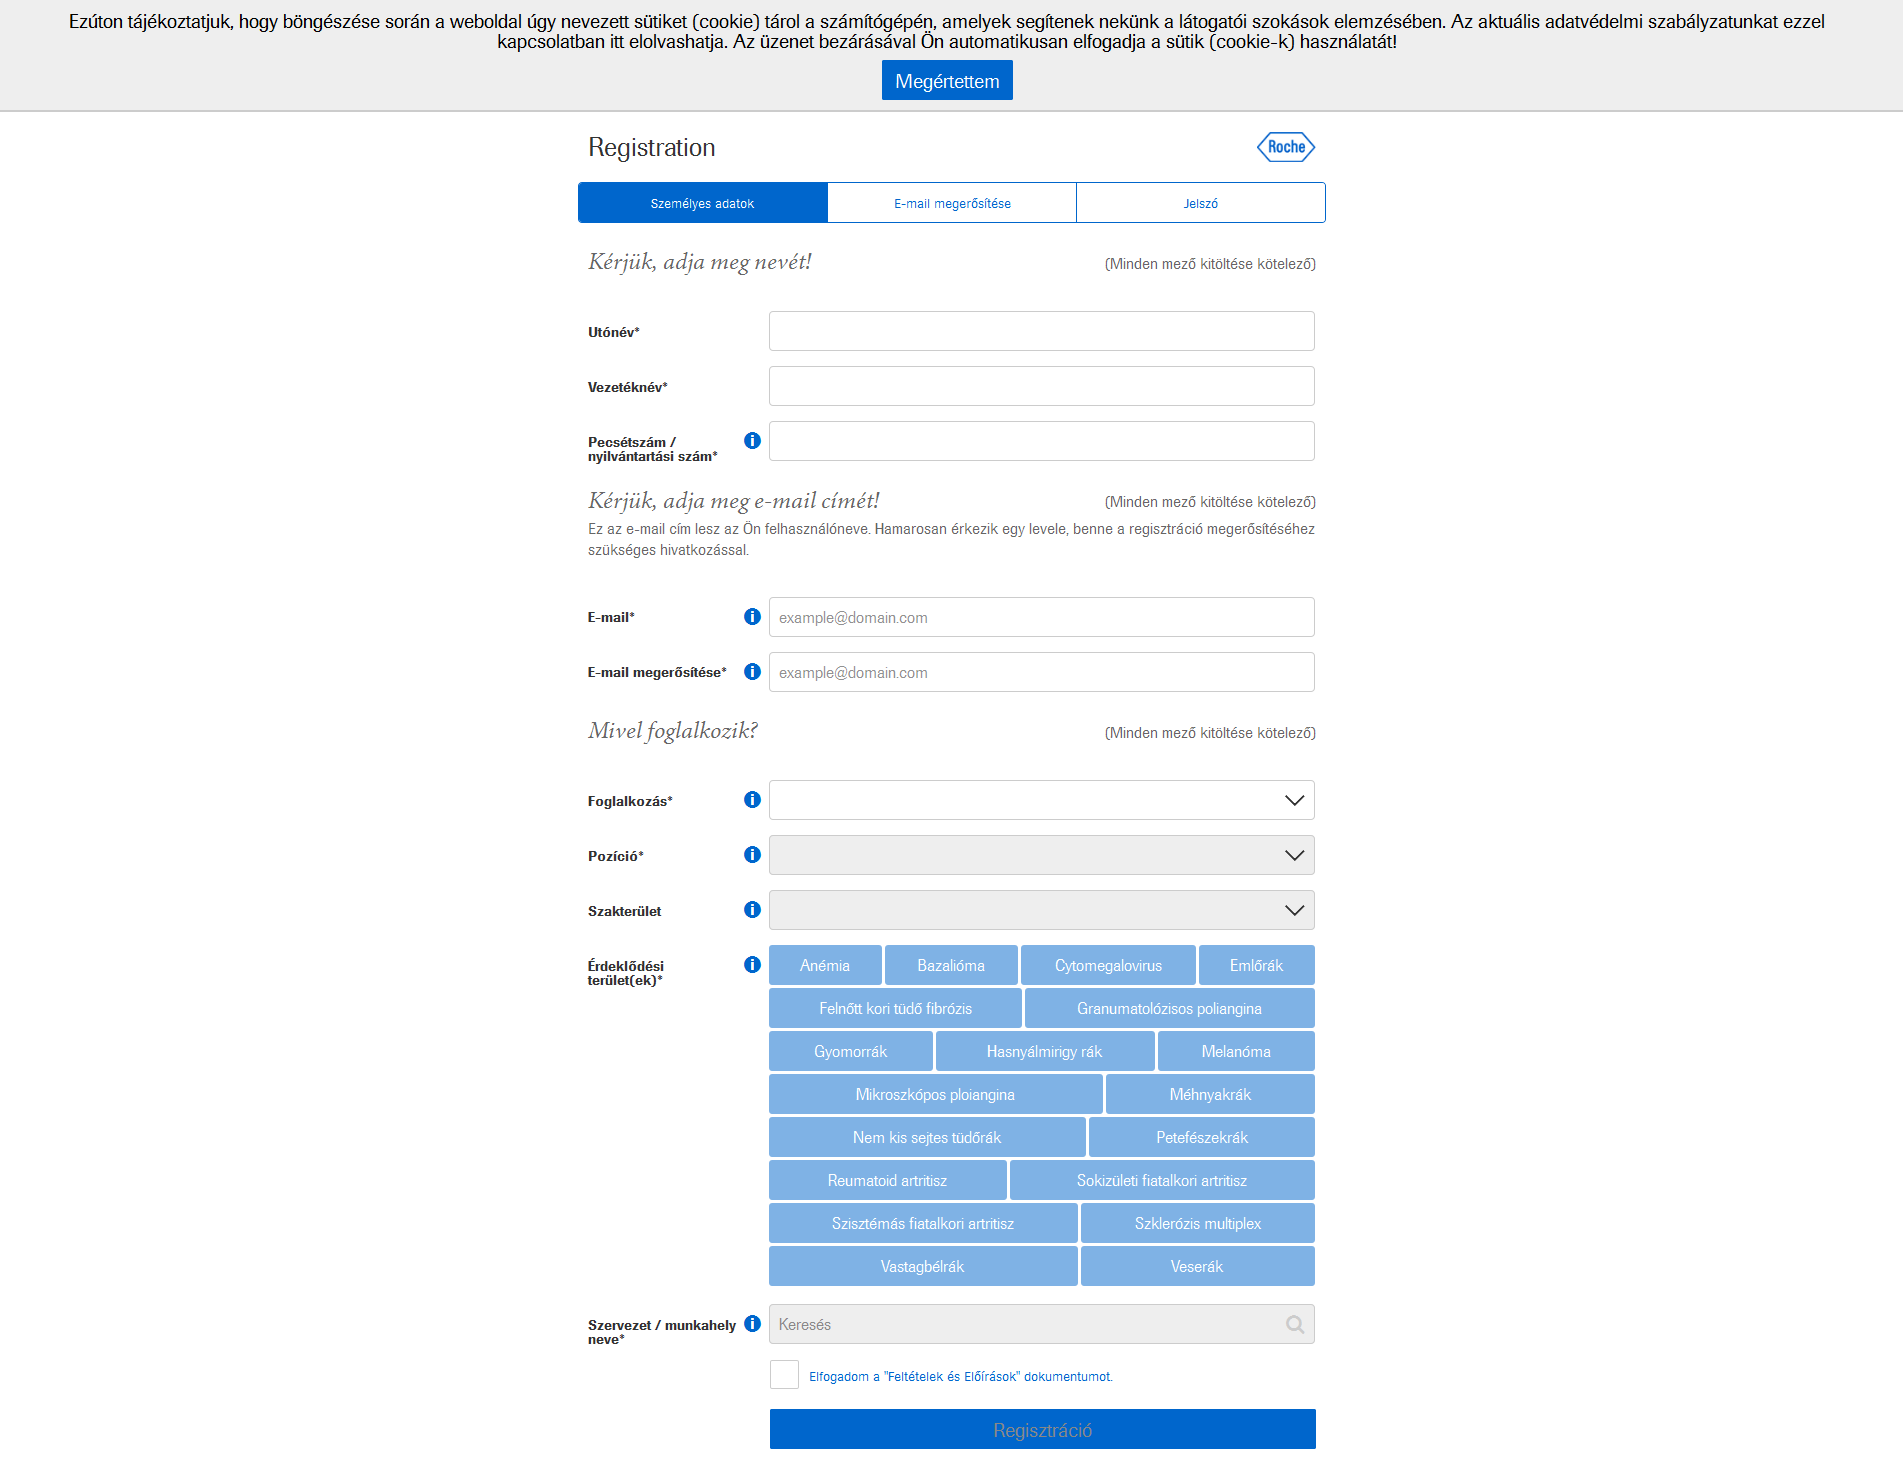 Ezúton tájékoztatjuk, hogy böngészése során a weboldal úgy nevezett sütiket (cookie) tárol a számítógépén, amelyek segítenek nekünk a látogatói szokások elemzésében. Az aktuális adatvédelmi szabályzatunkat ezzel
kapcsolatban itt elolvashatja. Az üzenet bezárásával Ön automatikusan elfogadja a sütik (cookie-k) használatát!
Megértettem
Registration
Roche
Személyes adatok
E-mail megerősítése
Jelszó
Kérjük, adja meg nevét!
(Minden mező kitöltése kötelező)
Utónév*
Vezetéknév*
Pecsétszám /
nyilvántartási szám*
Kérjük, adja meg e-mail címét!
(Minden mező kitöltése kötelező)
Ez az e-mail cím lesz az Ön felhasználóneve. Hamarosan érkezik egy levele, benne a regisztráció megerősítéséhez
szükséges hivatkozással.
E-mail*
example@domain.com
E-mail megerősítése*
example@domain.com
Mivel foglalkozik?
(Minden mező kitöltése kötelező)
Foglalkozás*
Pozíció*
Szakterület
Érdeklődési
terület(ek)*
Anémia
Bazalióma
Cytomegalovirus
Emlőrák
Felnőtt kori tüdő fibrózis
Granumatolózisos poliangina
Gyomorrák
Hasnyálmirigy rák
Melanóma
Mikroszkópos ploiangina
Méhnyakrák
Nem kis sejtes tüdőrák
Petefészekrák
Reumatoid artritisz
Sokizületi fiatalkori artritisz
Szisztémás fiatalkori artritisz
Szklerózis multiplex
Vastagbélrák
Veserák
Szervezet / munkahely
neve*
Keresés
Elfogadom a "Feltételek és Előírások" dokumentumot.
Regisztráció